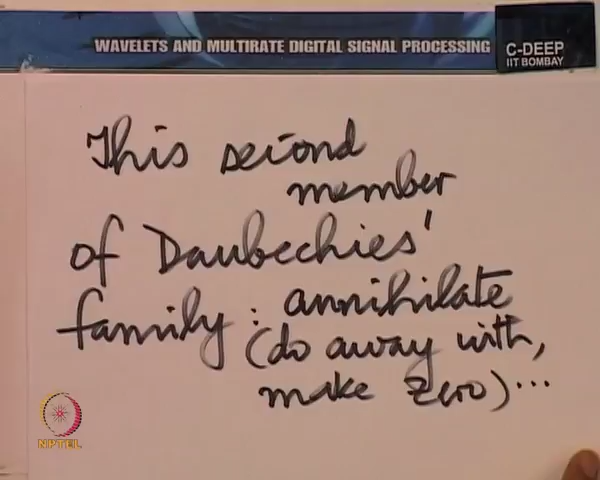 WAVELETS AND MULTIRATE DIGITAL SIGNAL PROCESSING
C-DEEP
IIT BOMBAY
This second
member
of Daubechies'
family: annihilate
(do away with,
make zero)...
NPTEL